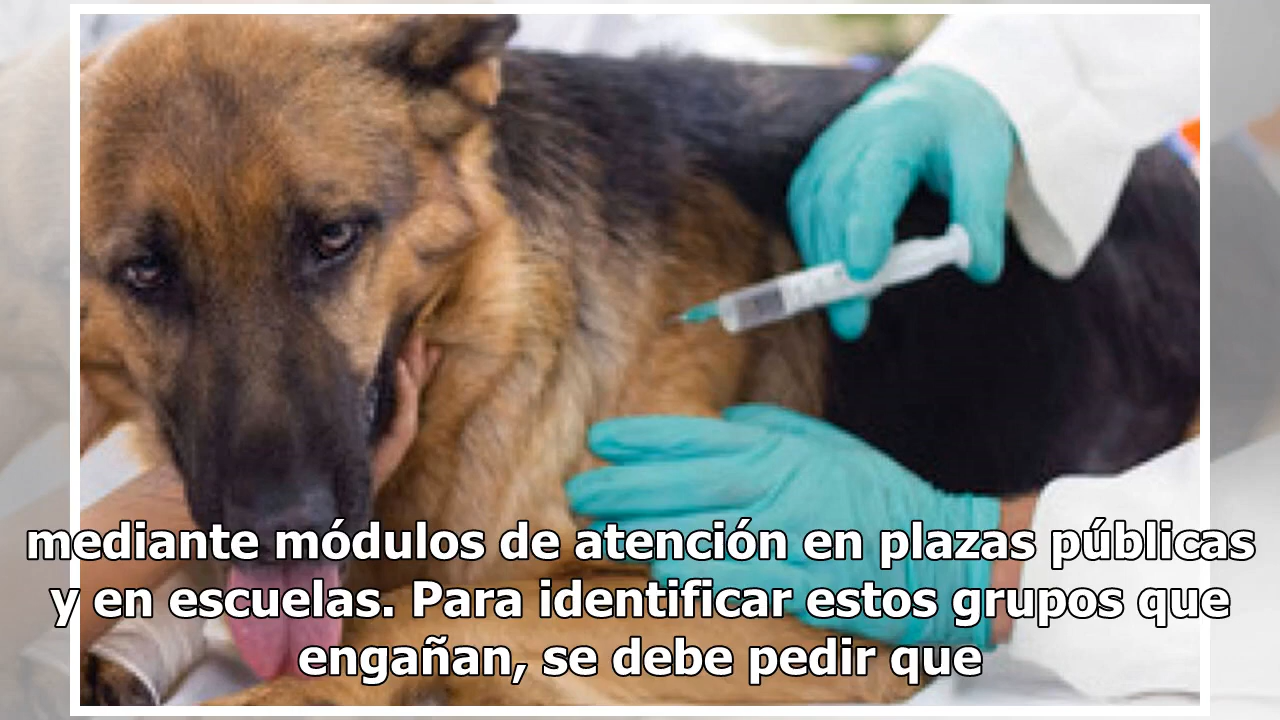 mediante módulos de atención en plazas públicas
y en escuelas. Para identificar estos grupos que
engañan, se debe pedir que